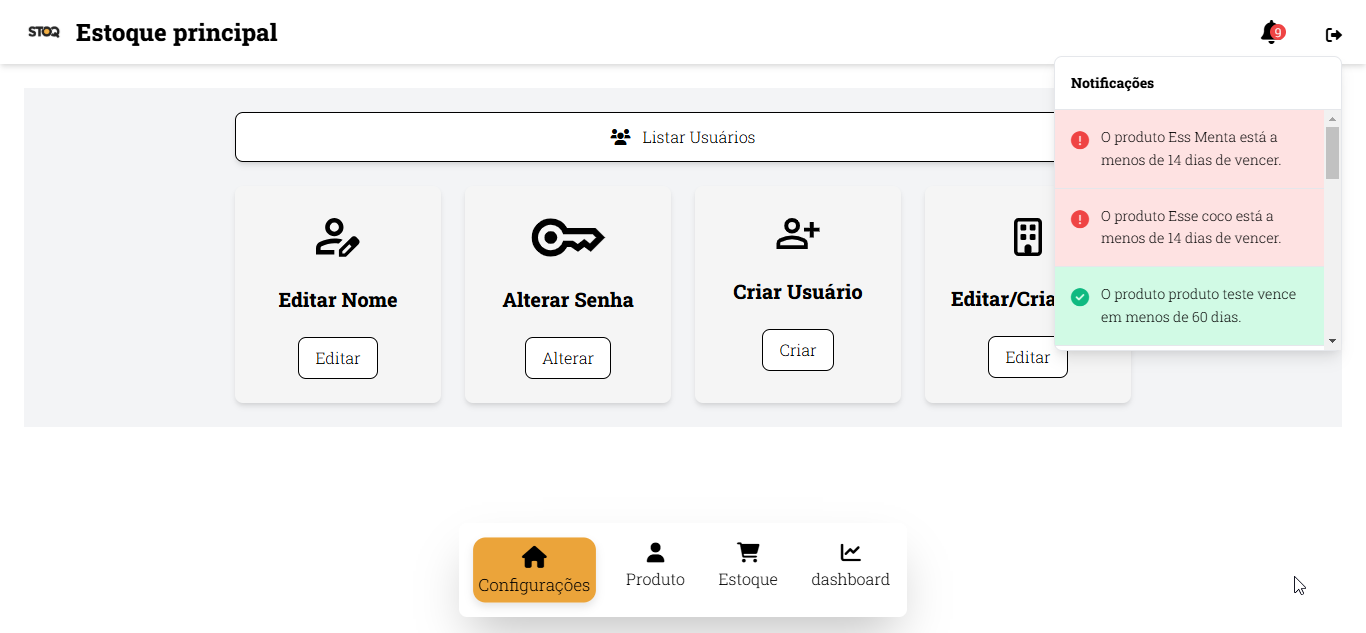 STOQ Estoque principal
9
Notificações
O produto Ess Menta está a
menos de 14 dias de vencer.
O produto Esse coco está a
menos de 14 dias de vencer.
O produto produto teste vence
em menos de 60 dias.
Listar Usuários
Editar Nome
Editar
Alterar Senha
Alterar
Criar Usuário
Criar
Editar/Cria
Editar
Configurações
Produto
Estoque
dashboard